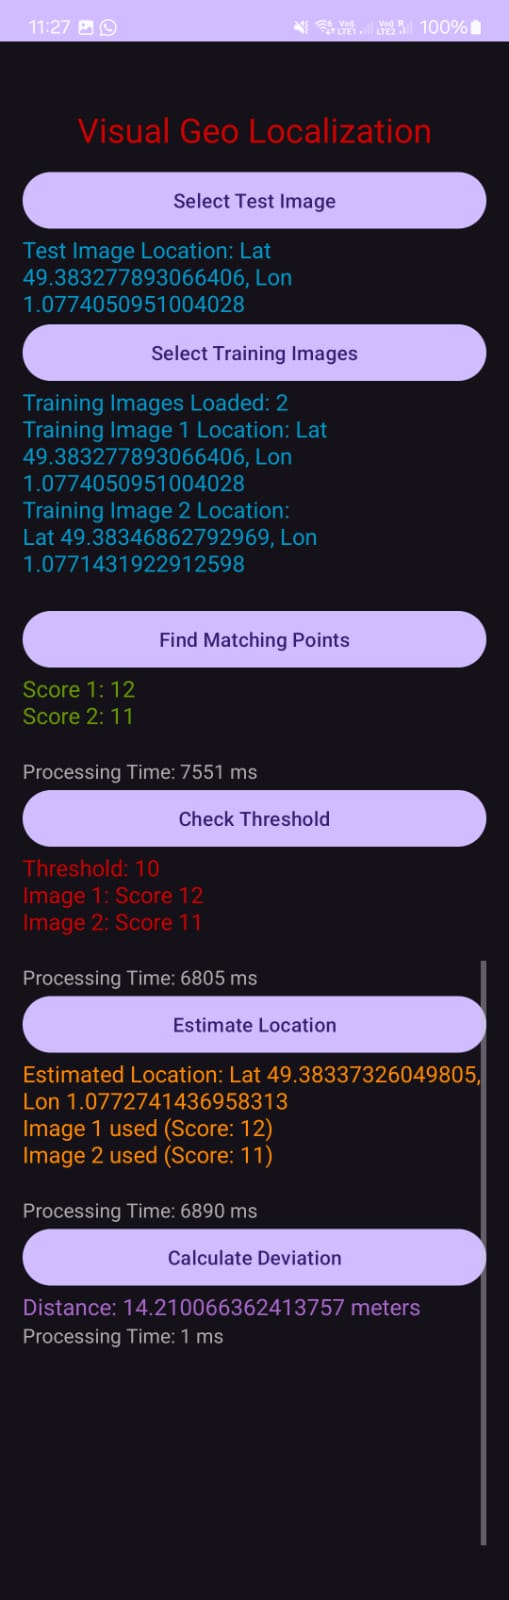 11:27
VoI) LTE1 VoI) R LTE2 100%
Visual Geo Localization
Select Test Image
Test Image Location: Lat
49.383277893066406, Lon
1.0774050951004028
Select Training Images
Training Images Loaded: 2
Training Image 1 Location: Lat
49.383277893066406, Lon
1.0774050951004028
Training Image 2 Location:
Lat 49.38346862792969, Lon
1.0771431922912598
Find Matching Points
Score 1: 12
Score 2: 11
Processing Time: 7551 ms
Check Threshold
Threshold: 10
Image 1: Score 12
Image 2: Score 11
Processing Time: 6805 ms
Estimate Location
Estimated Location: Lat 49.38337326049805,
Lon 1.0772741436958313
Image 1 used (Score: 12)
Image 2 used (Score: 11)
Processing Time: 6890 ms
Calculate Deviation
Distance: 14.210066362413757 meters
Processing Time: 1 ms